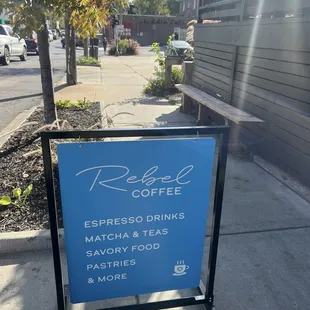 Rebel
COFFEE
ESPRESSO DRINKS
MATCHA & TEAS
SAVORY FOOD
PASTRIES
& MORE